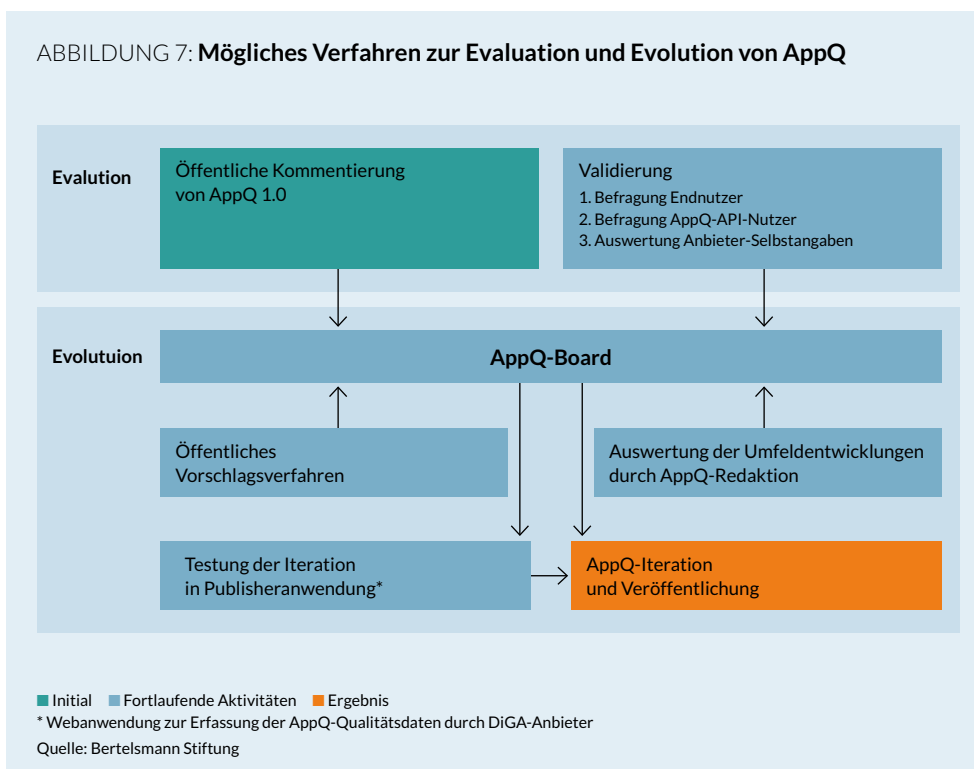 ABBILDUNG 7: Mögliches Verfahren zur Evaluation und Evolution von AppQ
Evalution
Öffentliche Kommentierung
von AppQ 1.0
Validierung
1. Befragung Endnutzer
2. Befragung AppQ-API-Nutzer
3. Auswertung Anbieter-Selbstangaben
Evolutuion
AppQ-Board
Öffentliches
Vorschlagsverfahren
Auswertung der Umfeldentwicklungen
durch AppQ-Redaktion
Testung der Iteration
in Publisheranwendung*
AppQ-Iteration
und Veröffentlichung
Initial Fortlaufende Aktivitäten Ergebnis
* Webanwendung zur Erfassung der AppQ-Qualitätsdaten durch DiGA-Anbieter
Quelle: Bertelsmann Stiftung